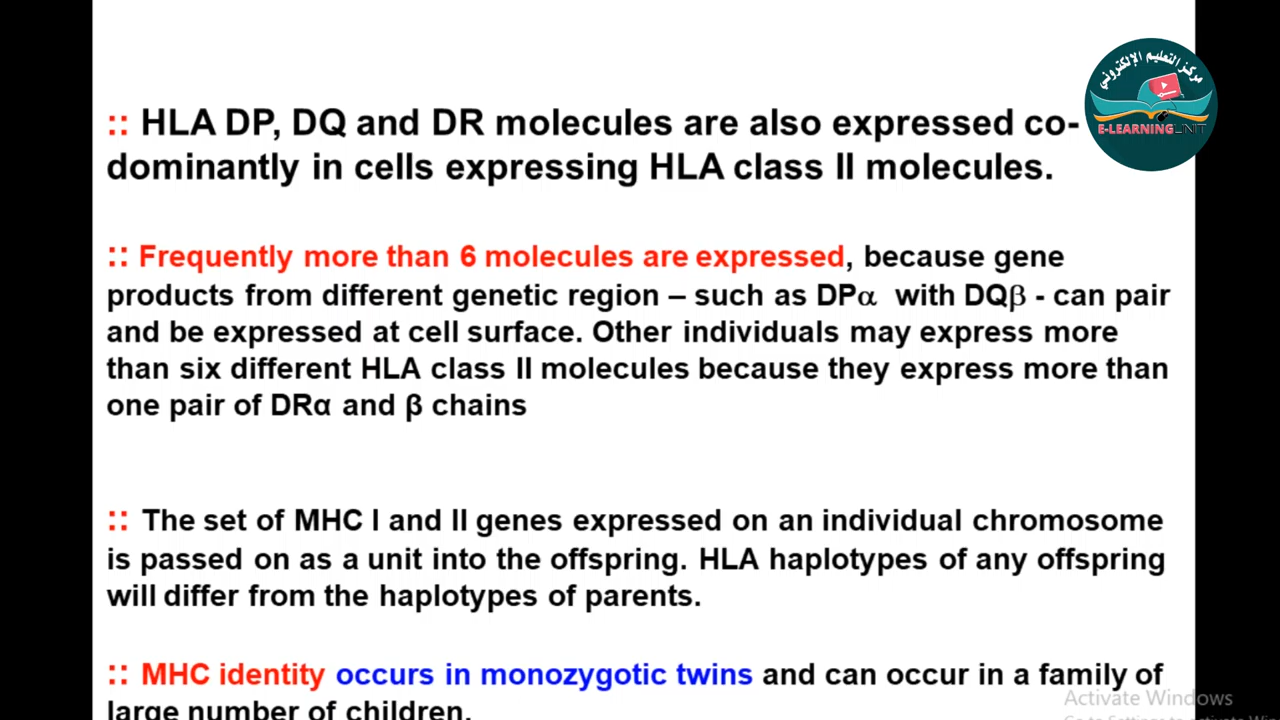 مركز التعليم الإلكتروني
E-LEARNING UNIT
:: HLA DP, DQ and DR molecules are also expressed co-
dominantly in cells expressing HLA class II molecules.
:: Frequently more than 6 molecules are expressed, because gene
products from different genetic region – such as DPα with DQβ - can pair
and be expressed at cell surface. Other individuals may express more
than six different HLA class II molecules because they express more than
one pair of DRα and β chains
:: The set of MHC I and II genes expressed on an individual chromosome
is passed on as a unit into the offspring. HLA haplotypes of any offspring
will differ from the haplotypes of parents.
:: MHC identity occurs in monozygotic twins and can occur in a family of
large number of children.
Activate Windows
Go to Settings to activate